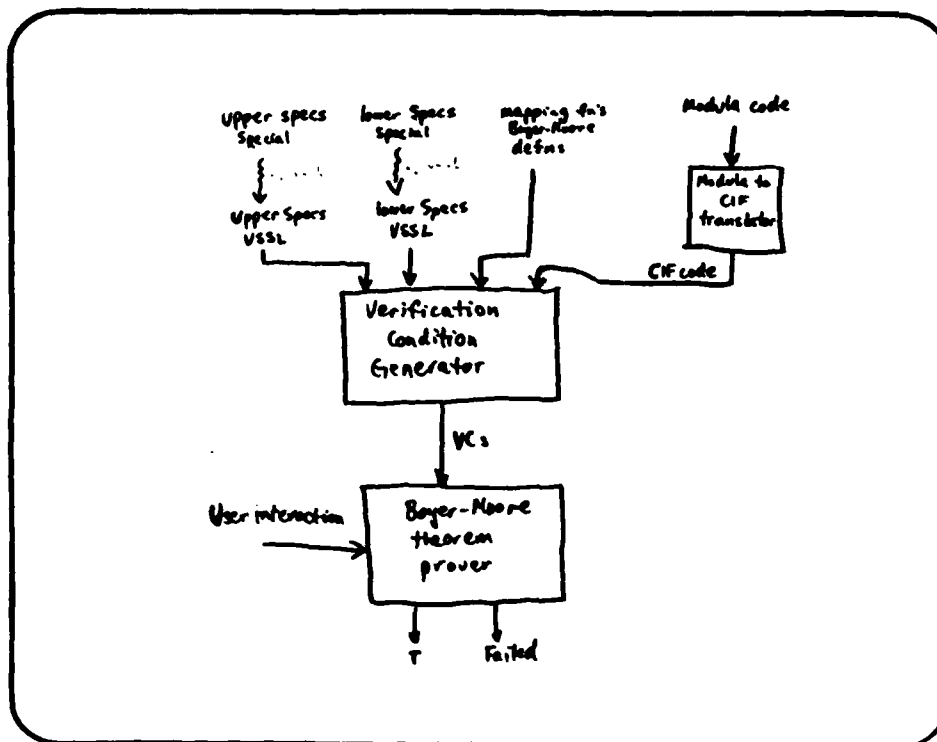 Upper specs
Special
lower Specs
Special
mapping fn's
Boyer-Moore
defns
Modula code
Upper Specs
VSSL
lower Specs
VSSL
Modula to
CIF
translator
CIF code
Verification
Condition
Generator
VCs
User interaction
Boyer-Moore
theorem
prover
T
Failed